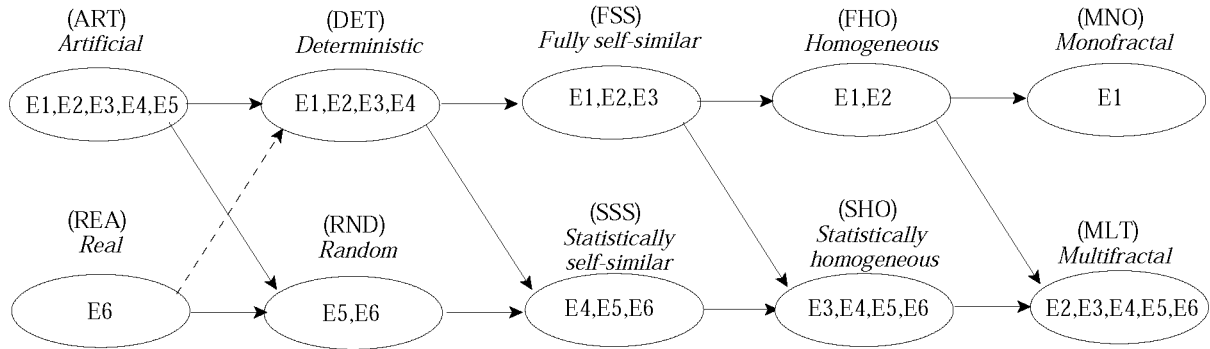 (ART)
Artificial
E1,E2,E3,E4,E5
(DET)
Deterministic
E1,E2,E3,E4
(FSS)
Fully self-similar
E1,E2,E3
(FHO)
Homogeneous
E1,E2
(MNO)
Monofractal
E1
(REA)
Real
E6
(RND)
Random
E5,E6
(SSS)
Statistically
self-similar
E4,E5,E6
(SHO)
Statistically
homogeneous
E3,E4,E5,E6
(MLT)
Multifractal
E2,E3,E4,E5,E6